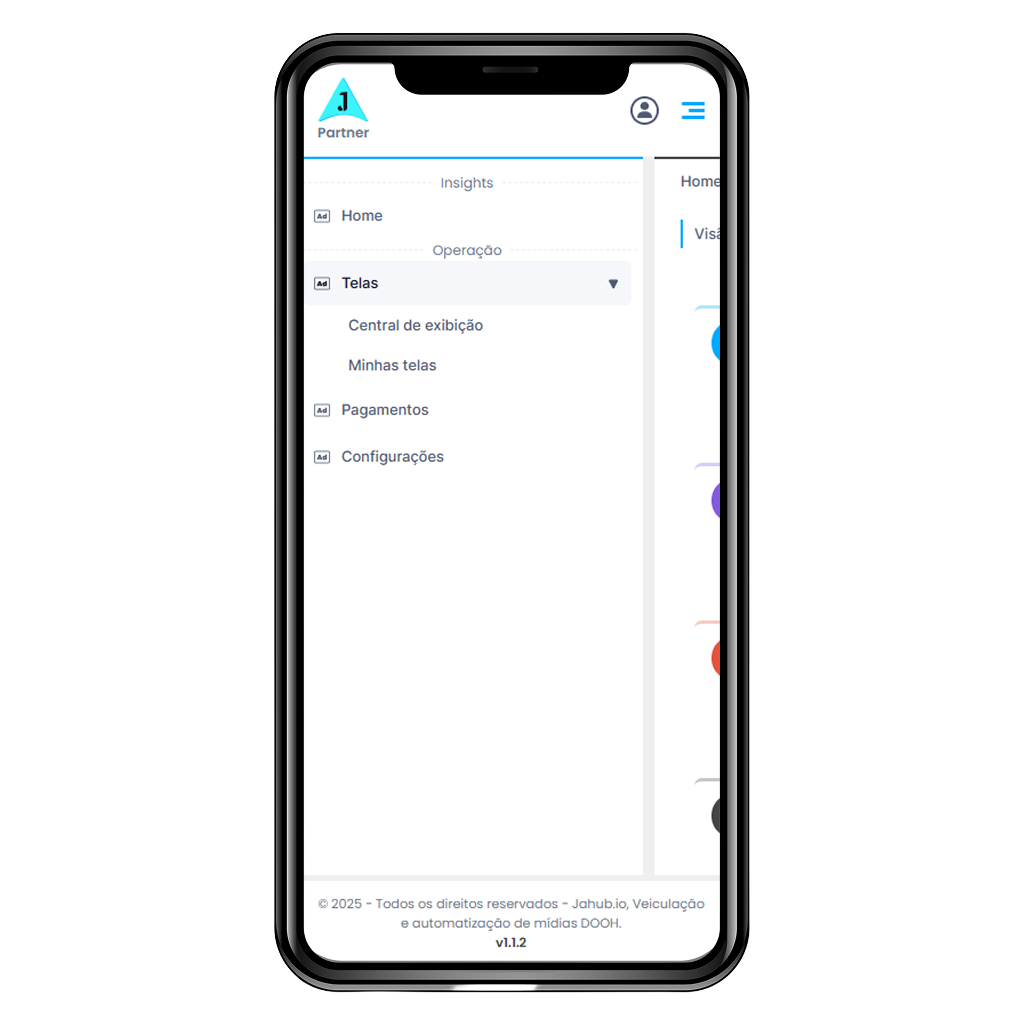 J
Partner
Insights
Ad Home
Operação
Ad Telas
Central de exibição
Minhas telas
Ad Pagamentos
Ad Configurações
Home
© 2025 - Todos os direitos reservados - Jahub.io, Veiculação
e automatização de mídias DOOH.
v1.1.2